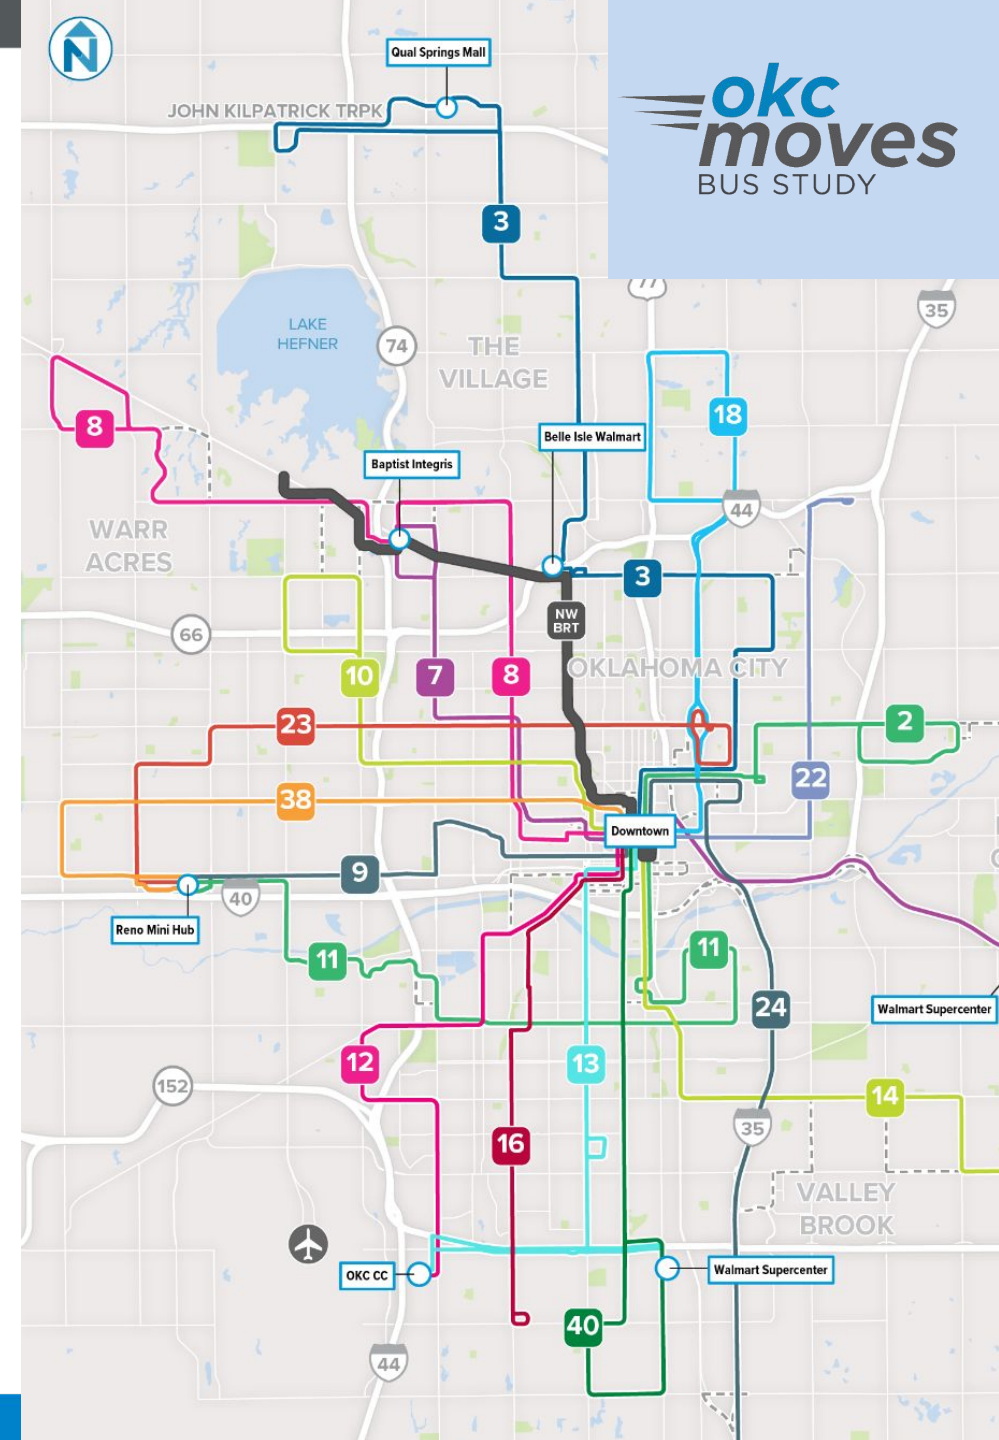 N
Qual Springs Mall
JOHN KILPATRICK TRPK
okc
moves
BUS STUDY
3
77
35
LAKE
HEFNER
74
THE
VILLAGE
18
8
Belle Isle Walmart
Baptist Integris
44
WARR
ACRES
3
NW
BRT
66
OKLAHOMA CITY
10
7
8
23
2
22
38
Downtown
9
40
Reno Mini Hub
11
11
24
Walmart Supercenter
12
13
152
14
35
16
VALLEY
BROOK
OKC CC
Walmart Supercenter
40
44